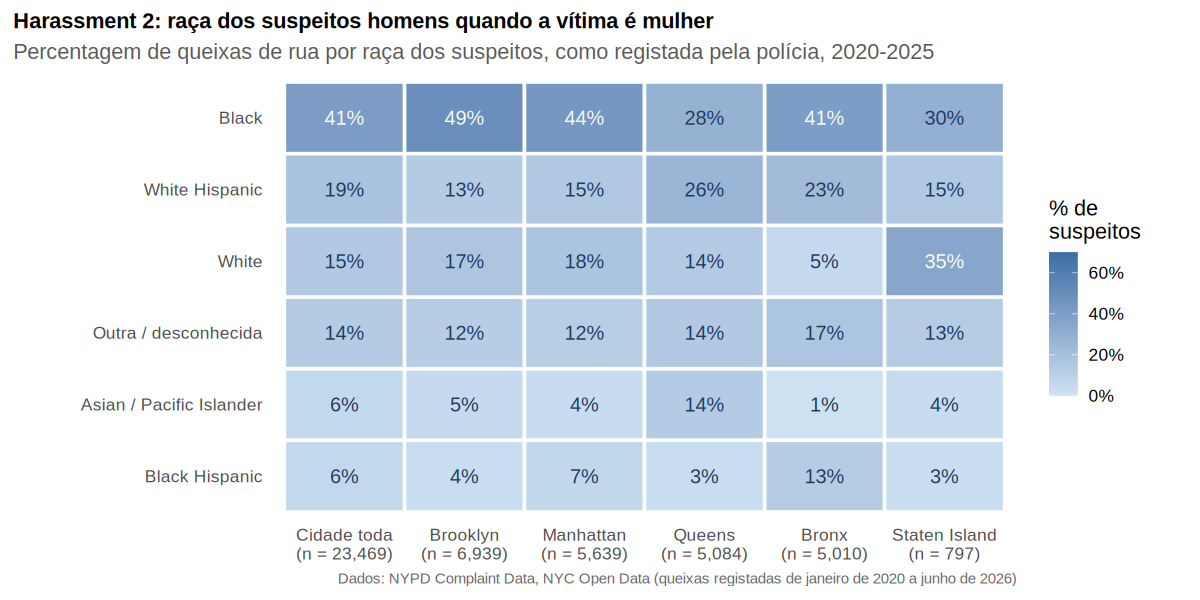 Harassment 2: raça dos suspeitos homens quando a vítima é mulher
Percentagem de queixas de rua por raça dos suspeitos, como registada pela polícia, 2020-2025
Black 41% 49% 44% 28% 41% 30%
White Hispanic 19% 13% 15% 26% 23% 15%
White 15% 17% 18% 14% 5% 35%
Outra / desconhecida 14% 12% 12% 14% 17% 13%
Asian / Pacific Islander 6% 5% 4% 14% 1% 4%
Black Hispanic 6% 4% 7% 3% 13% 3%
Cidade toda Brooklyn Manhattan Queens Bronx Staten Island
(n = 23,469) (n = 6,939) (n = 5,639) (n = 5,084) (n = 5,010) (n = 797)
% de
suspeitos
60%
40%
20%
0%
Dados: NYPD Complaint Data, NYC Open Data (queixas registadas de janeiro de 2020 a junho de 2026)